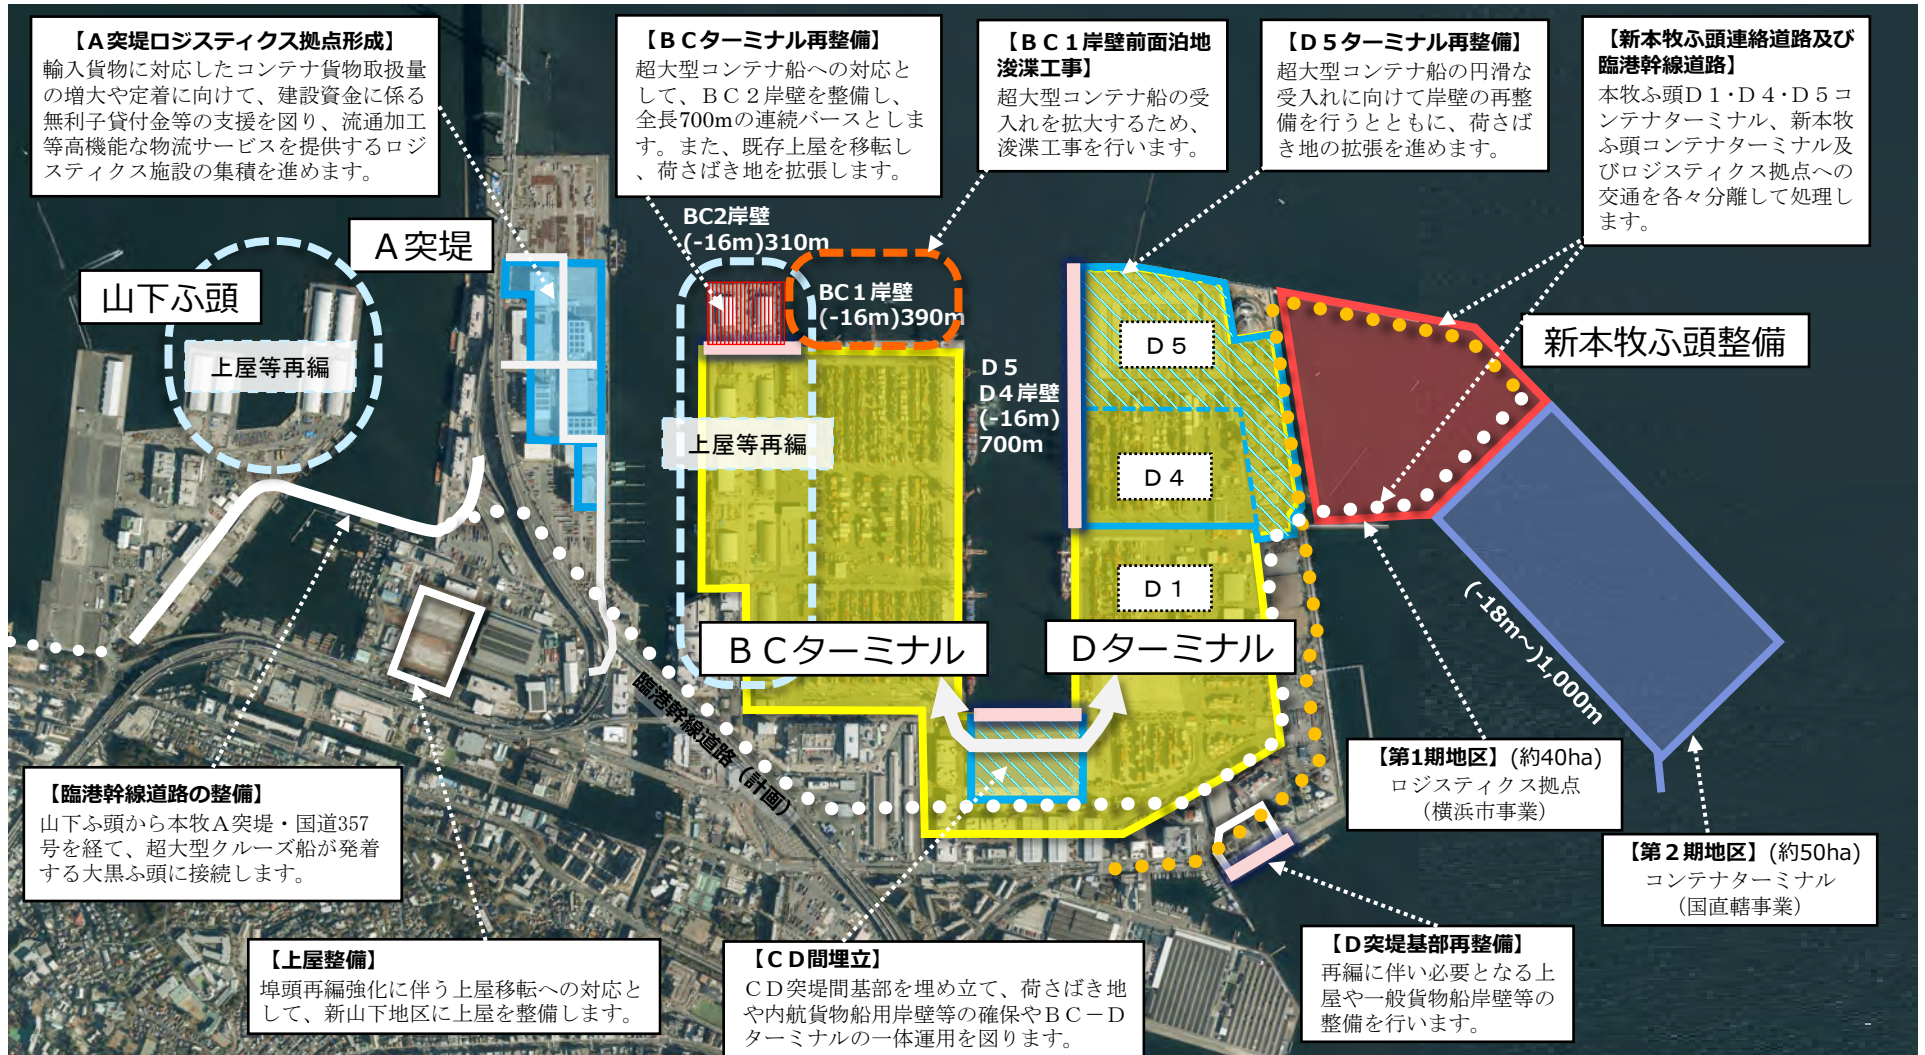 【A突堤ロジスティクス拠点形成】
輸入貨物に対応したコンテナ貨物取扱量
の増大や定着に向けて、建設資金に係る
無利子貸付金等の支援を図り、流通加工
等高機能な物流サービスを提供するロジ
スティクス施設の集積を進めます。
【BCターミナル再整備】
超大型コンテナ船への対応と
して、BC2岸壁を整備し、
全長700mの連続バースとしま
す。また、既存上屋を移転し
、荷さばき地を拡張します。
【BC1岸壁前面泊地
浚渫工事】
超大型コンテナ船の受
入れを拡大するため、
浚渫工事を行います。
【D5ターミナル再整備】
超大型コンテナ船の円滑な
受入れに向けて岸壁の再整
備を行うとともに、荷さば
き地の拡張を進めます。
【新本牧ふ頭連絡道路及び
臨港幹線道路】
本牧ふ頭D1・D4・D5コ
ンテナターミナル、新本牧
ふ頭コンテナターミナル及
びロジスティクス拠点への
交通を各々分離して処理し
ます。
A突堤
山下ふ頭
上屋等再編
BC2岸壁
(-16m)310m
BC1岸壁
(-16m)390m
上屋等再編
D5
D4岸壁
(-16m)
700m
D5
D4
D1
新本牧ふ頭整備
BCターミナル
Dターミナル
臨港幹線道路（計画）
(-18m～)1,000m
【第1期地区】(約40ha)
ロジスティクス拠点
（横浜市事業）
【第2期地区】(約50ha)
コンテナターミナル
（国直轄事業）
【臨港幹線道路の整備】
山下ふ頭から本牧A突堤・国道357
号を経て、超大型クルーズ船が発着
する大黒ふ頭に接続します。
【上屋整備】
埠頭再編強化に伴う上屋移転への対応と
して、新山下地区に上屋を整備します。
【CD間埋立】
CD突堤間基部を埋め立て、荷さばき地
や内航貨物船用岸壁等の確保やBC－D
ターミナルの一体運用を図ります。
【D突堤基部再整備】
再編に伴い必要となる上
屋や一般貨物船岸壁等の
整備を行います。